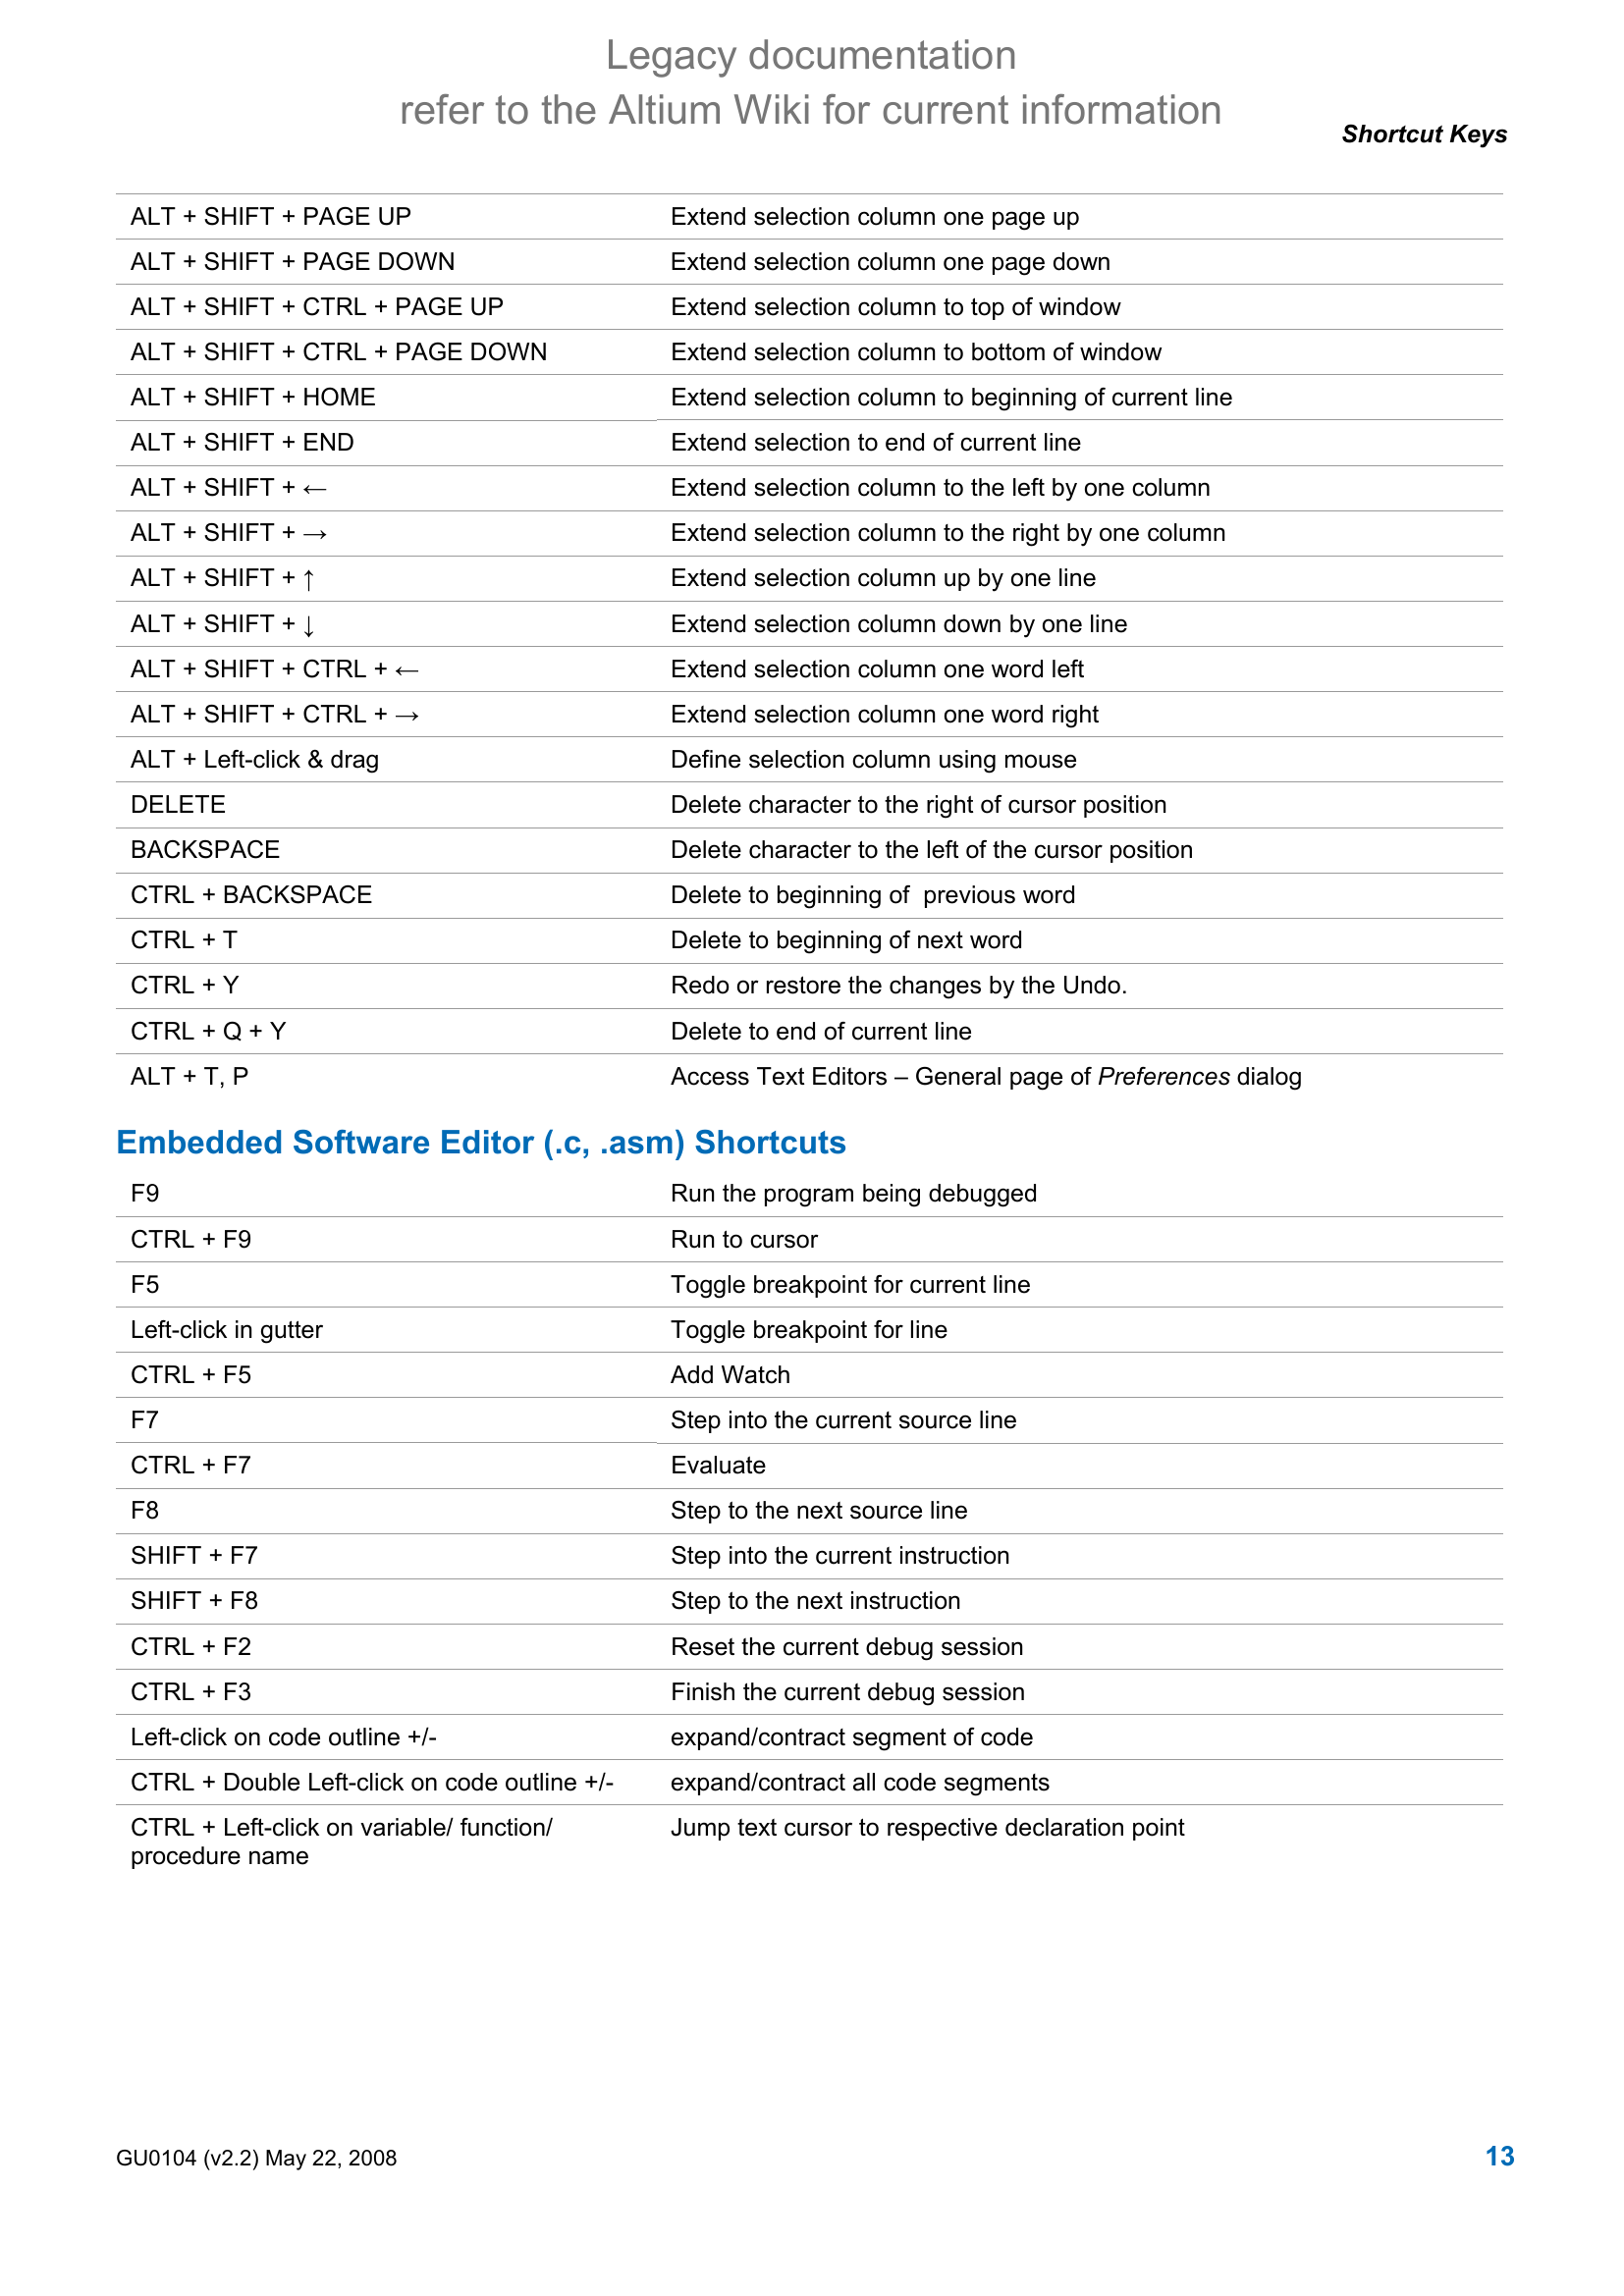 Legacy documentation
refer to the Altium Wiki for current information
Shortcut Keys
ALT + SHIFT + PAGE UP Extend selection column one page up
ALT + SHIFT + PAGE DOWN Extend selection column one page down
ALT + SHIFT + CTRL + PAGE UP Extend selection column to top of window
ALT + SHIFT + CTRL + PAGE DOWN Extend selection column to bottom of window
ALT + SHIFT + HOME Extend selection column to beginning of current line
ALT + SHIFT + END Extend selection to end of current line
ALT + SHIFT + ← Extend selection column to the left by one column
ALT + SHIFT + → Extend selection column to the right by one column
ALT + SHIFT + ↑ Extend selection column up by one line
ALT + SHIFT + ↓ Extend selection column down by one line
ALT + SHIFT + CTRL + ← Extend selection column one word left
ALT + SHIFT + CTRL + → Extend selection column one word right
ALT + Left-click & drag Define selection column using mouse
DELETE Delete character to the right of cursor position
BACKSPACE Delete character to the left of the cursor position
CTRL + BACKSPACE Delete to beginning of  previous word
CTRL + T Delete to beginning of next word
CTRL + Y Redo or restore the changes by the Undo.
CTRL + Q + Y Delete to end of current line
ALT + T, P Access Text Editors – General page of Preferences dialog
Embedded Software Editor (.c, .asm) Shortcuts
F9 Run the program being debugged
CTRL + F9 Run to cursor
F5 Toggle breakpoint for current line
Left-click in gutter Toggle breakpoint for line
CTRL + F5 Add Watch
F7 Step into the current source line
CTRL + F7 Evaluate
F8 Step to the next source line
SHIFT + F7 Step into the current instruction
SHIFT + F8 Step to the next instruction
CTRL + F2 Reset the current debug session
CTRL + F3 Finish the current debug session
Left-click on code outline +/- expand/contract segment of code
CTRL + Double Left-click on code outline +/- expand/contract all code segments
CTRL + Left-click on variable/ function/ Jump text cursor to respective declaration point
procedure name
GU0104 (v2.2) May 22, 2008 13